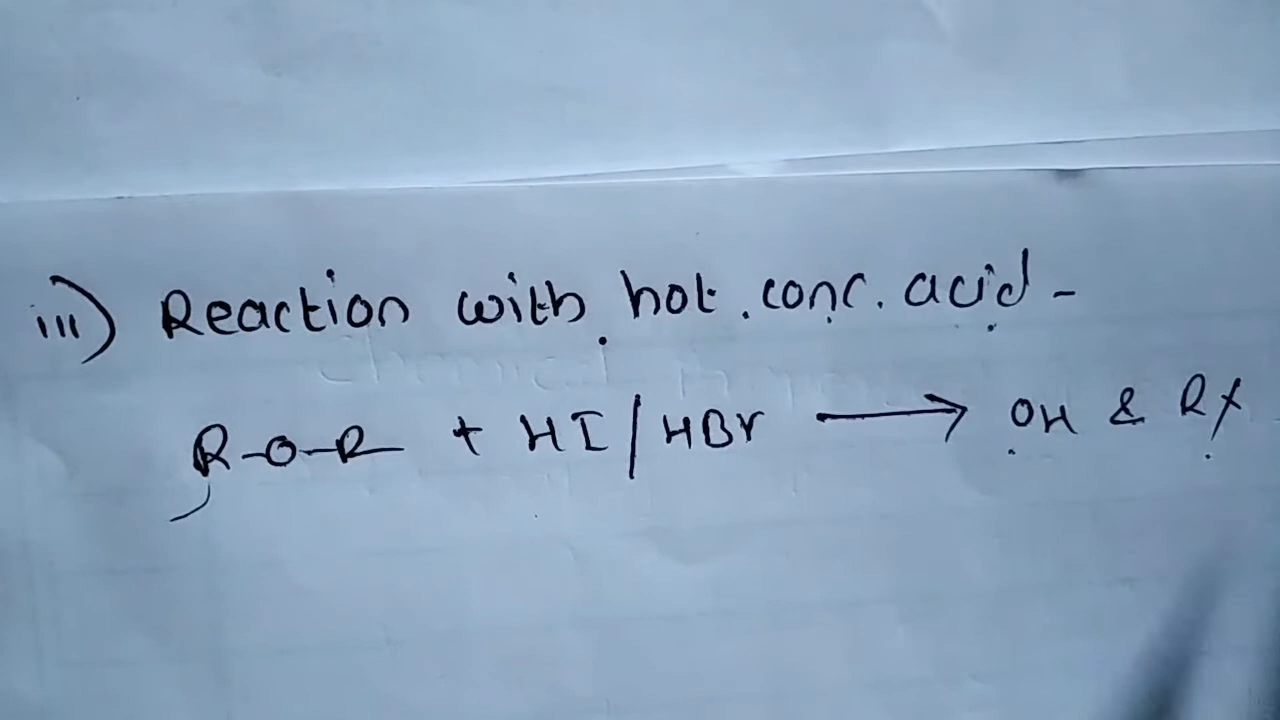 iii) Reaction with hot conc. acid -
R-O-R + HI/HBr → OH & RX